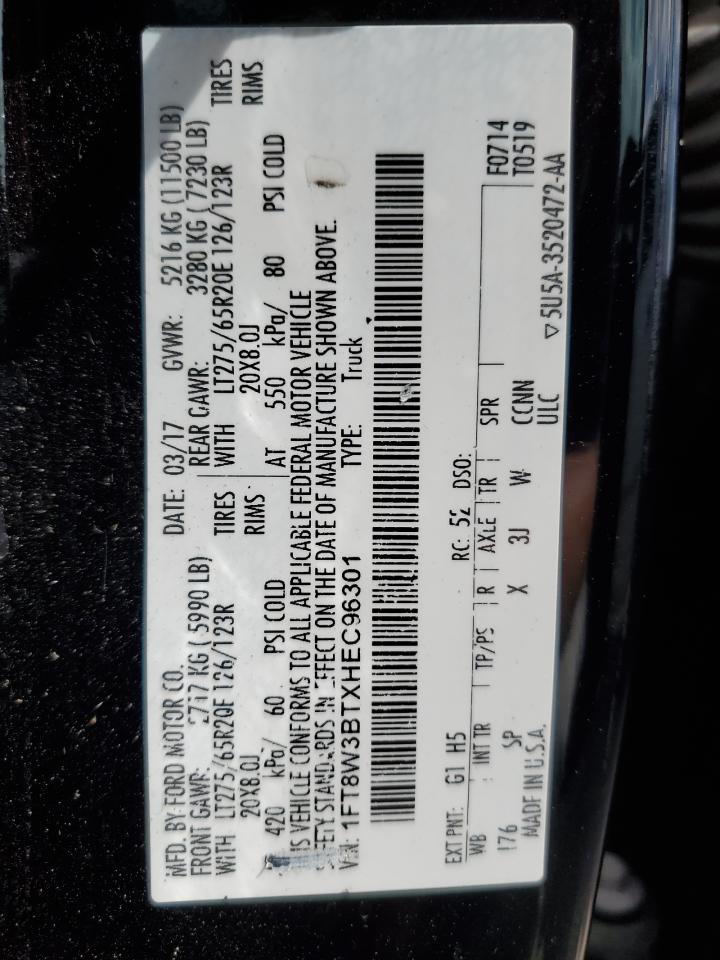 MFD. BY FORD MOTOR CO. DATE: 03/17 GVWR: 5216 KG (11500 LB)
FRONT GAWR: 2717 KG ( 5990 LB) REAR GAWR: 3280 KG ( 7230 LB)
WITH LT275/65R20E 126/123R TIRES WITH LT275/65R20E 126/123R TIRES
20X8.0J RIMS 20X8.0J RIMS
420 kPa/ 60 PSI COLD AT 550 kPa/ 80 PSI COLD
VEHICLE CONFORMS TO ALL APPLICABLE FEDERAL MOTOR VEHICLE
STANDARDS IN EFFECT ON THE DATE OF MANUFACTURE SHOWN ABOVE.
VIN: 1FT8W3BTXHEC96301 TYPE: Truck
EXT PNT: G1 H5 RC: 52 DSO: F0714
WB INT TR TP/PS R AXLE TR SPR T0519
176 SP X 3J W CCNN
MADE IN U.S.A. ULC ▽5U5A-3520472-AA